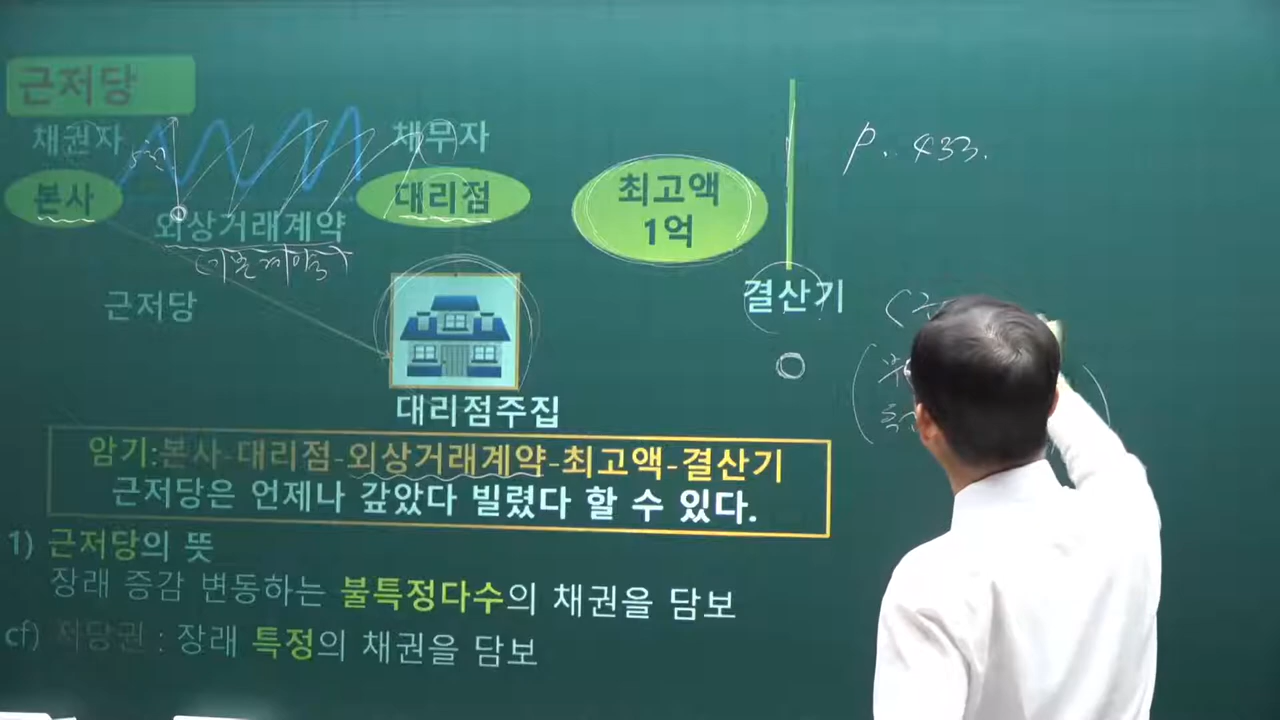 근저당
채권자
채무자
본사
대리점
외상거래계약
(기본계약)
근저당
대리점주집
최고액
1억
결산기
P. 433.
암기:본사-대리점-외상거래계약-최고액-결산기
근저당은 언제나 갚았다 빌렸다 할 수 있다.
1) 근저당의 뜻
장래 증감 변동하는 불특정다수의 채권을 담보
cf) 저당권 : 장래 특정의 채권을 담보